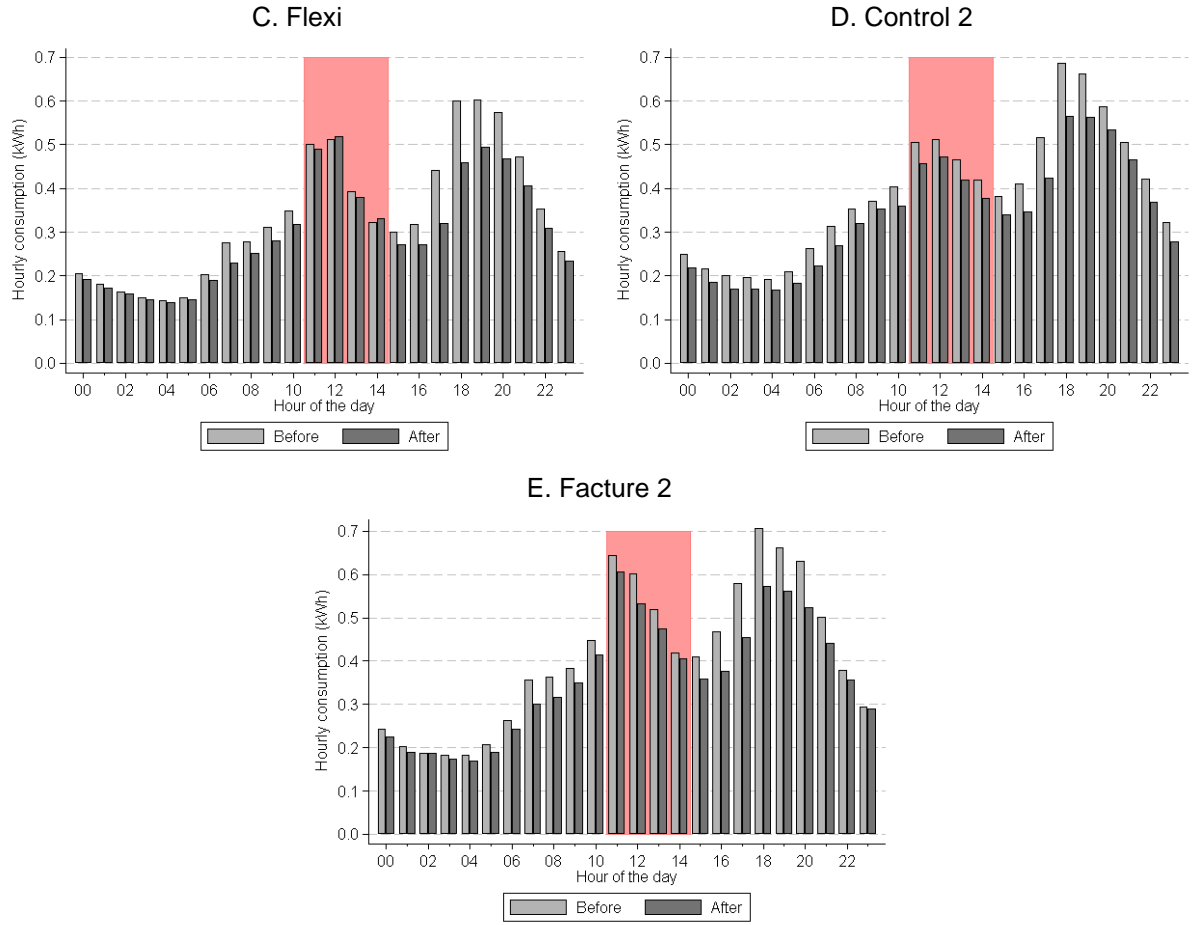 C. Flexi
Hourly consumption (kWh)
0.7
0.6
0.5
0.4
0.3
0.2
0.1
0.0
00 02 04 06 08 10 12 14 16 18 20 22
Hour of the day
Before After
D. Control 2
Hourly consumption (kWh)
0.7
0.6
0.5
0.4
0.3
0.2
0.1
0.0
00 02 04 06 08 10 12 14 16 18 20 22
Hour of the day
Before After
E. Facture 2
Hourly consumption (kWh)
0.7
0.6
0.5
0.4
0.3
0.2
0.1
0.0
00 02 04 06 08 10 12 14 16 18 20 22
Hour of the day
Before After